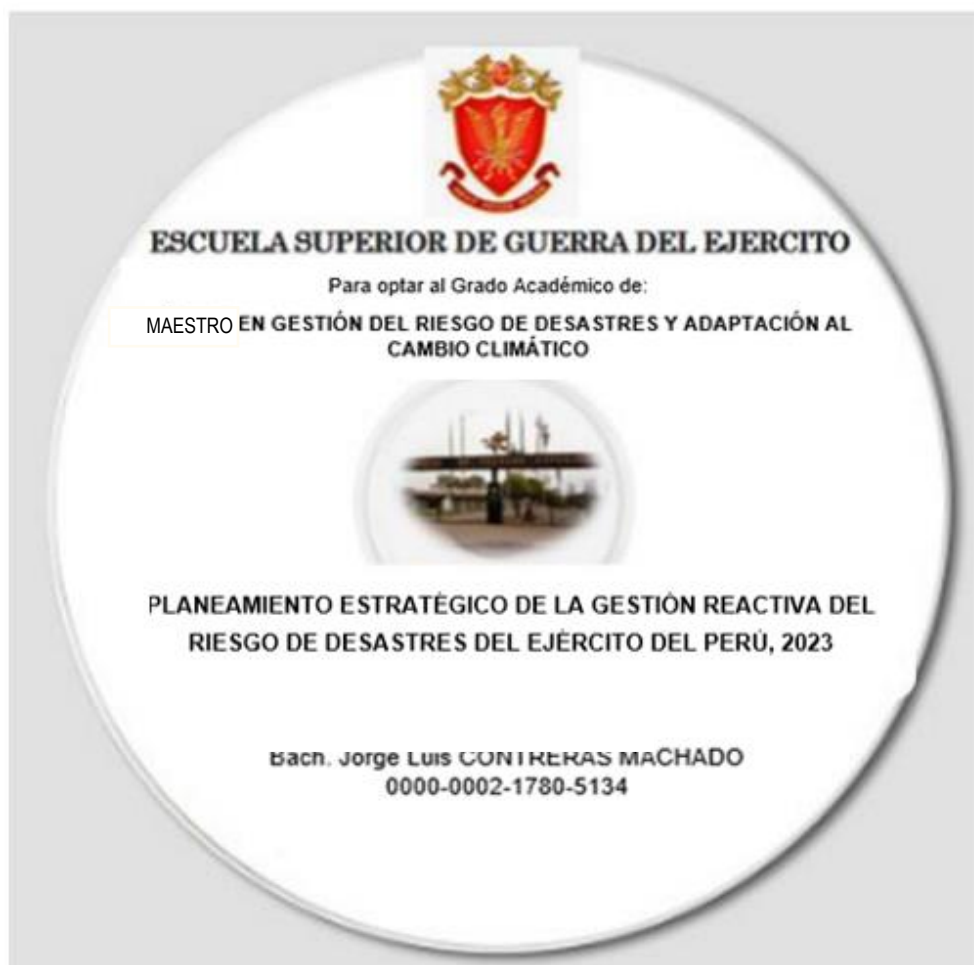 ESCUELA SUPERIOR DE GUERRA DEL EJERCITO
Para optar al Grado Académico de:
MAESTRO EN GESTIÓN DEL RIESGO DE DESASTRES Y ADAPTACIÓN AL
CAMBIO CLIMÁTICO
PLANEAMIENTO ESTRATÉGICO DE LA GESTIÓN REACTIVA DEL
RIESGO DE DESASTRES DEL EJÉRCITO DEL PERÚ, 2023
Bach. Jorge Luis CONTRERAS MACHADO
0000-0002-1780-5134